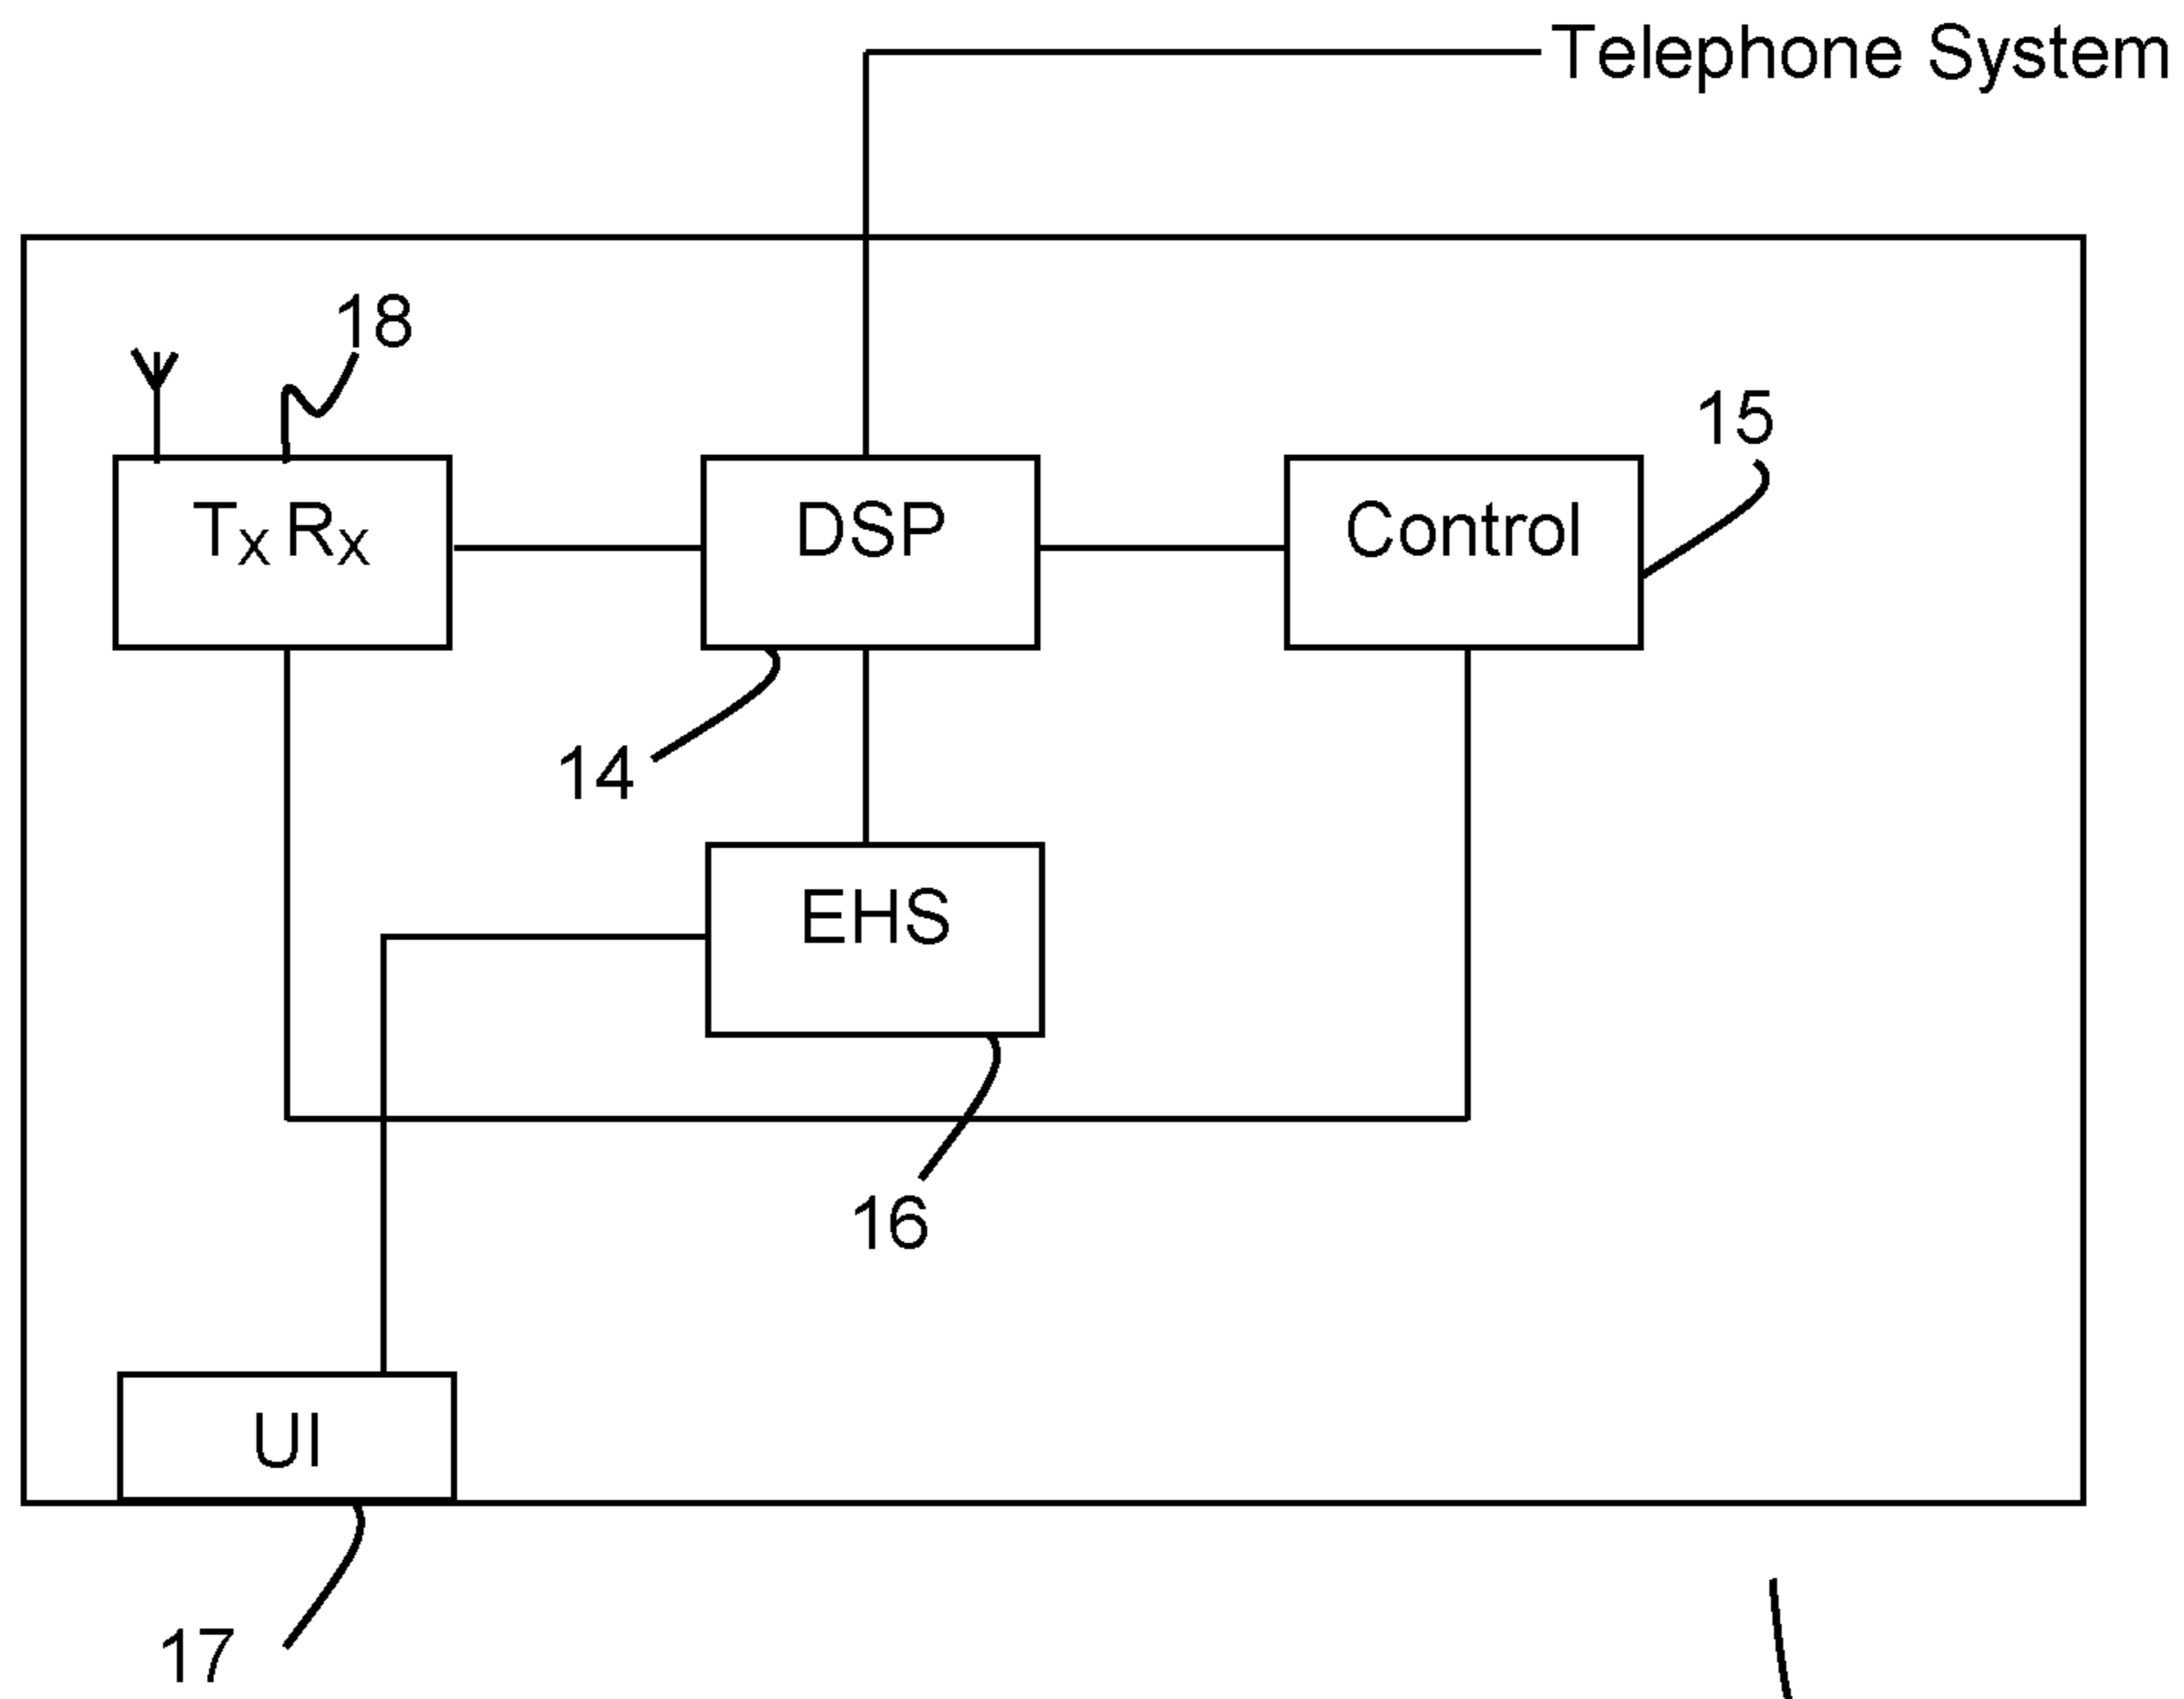 Telephone System
18
15
Tx Rx
DSP
Control
14
EHS
16
UI
17